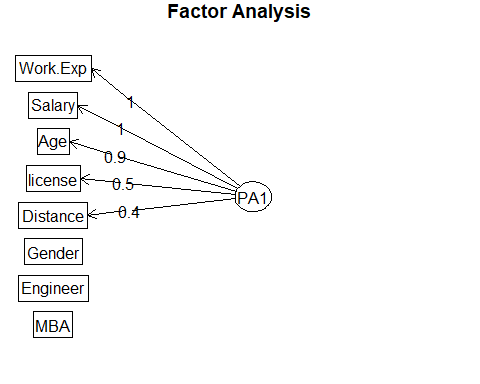 Factor Analysis
Work.Exp
1
Salary
1
Age
0.9
license
0.5
PA1
Distance
0.4
Gender
Engineer
MBA